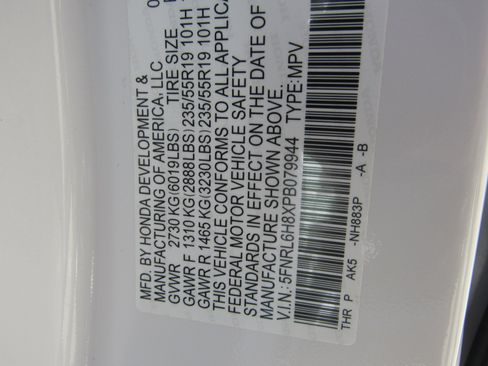 MFD. BY HONDA DEVELOPMENT &
MANUFACTURING OF AMERICA, LLC
TIRE SIZE
GVWR 2730 KG(6019LBS)
GAWR F 1310 KG(2888LBS)235/55R19 101H
GAWR R 1465 KG(3230LBS)235/55R19 101H
THIS VEHICLE CONFORMS TO ALL APPLICA
FEDERAL MOTOR VEHICLE SAFETY
STANDARDS IN EFFECT ON THE DATE OF
MANUFACTURE SHOWN ABOVE.
V.I.N.: 5FNRL6H8XPB079944 TYPE: MPV
THR P AK5 -NH883P -A -B